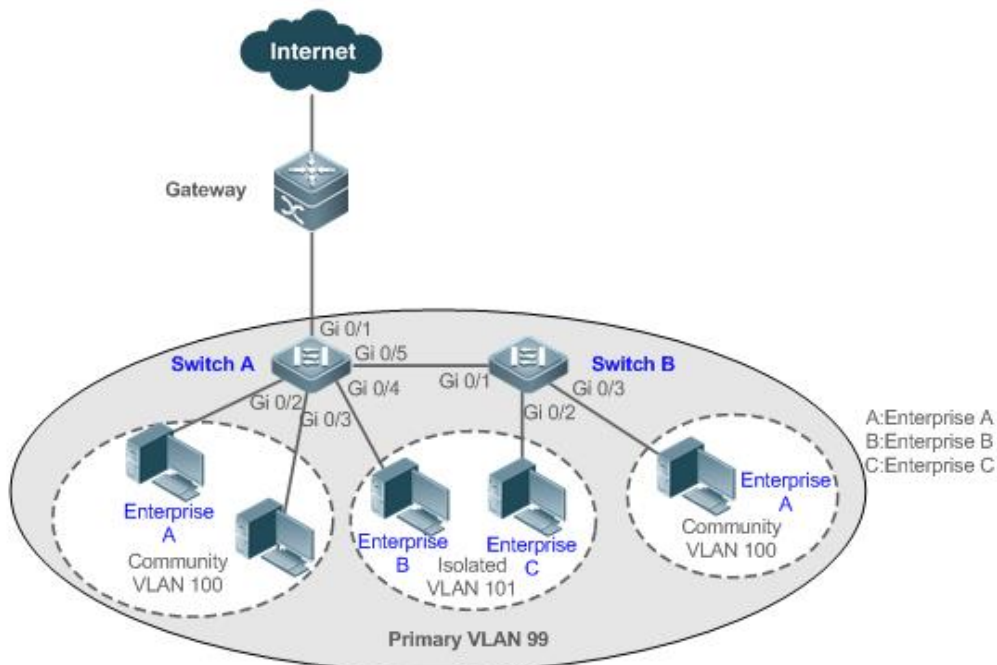 Internet
Gateway
Gi 0/1
Switch A
Gi 0/5
Switch B
Gi 0/4
Gi 0/1
Gi 0/3
Gi 0/2
Gi 0/3
Gi 0/2
A:Enterprise A
B:Enterprise B
C:Enterprise C
Enterprise
A
Community
VLAN 100
Enterprise
B
Enterprise
C
Isolated
VLAN 101
Enterprise
A
Community
VLAN 100
Primary VLAN 99